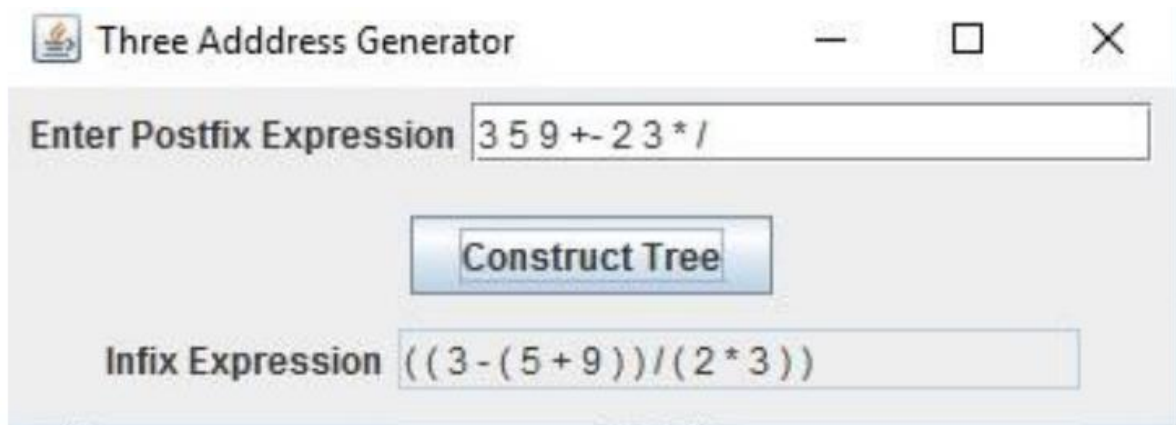 Three Adddress Generator
Enter Postfix Expression 3 5 9 +- 2 3 * /
Construct Tree
Infix Expression ( ( 3 - ( 5 + 9 ) ) / ( 2 * 3 ) )